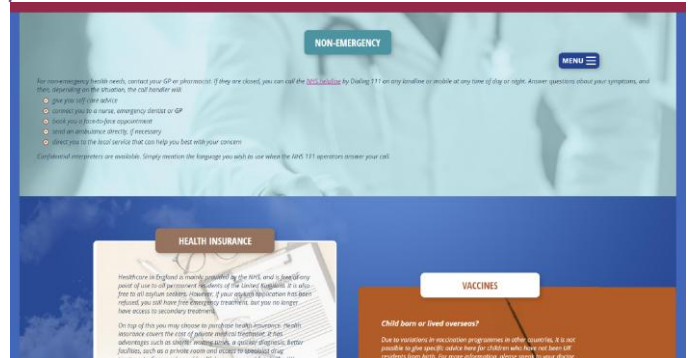 NON-EMERGENCY
MENU
For non-emergency health needs, contact your GP or pharmacist. If they are closed, you can call the NHS helpline by Dialing 111 on any landline or mobile at any time of day or night. Answer questions about your symptoms, and
then, depending on the situation, the call handler will:
give you self-care advice
connect you to a nurse, emergency dentist or GP
book you a face-to-face appointment
send an ambulance directly, if necessary
direct you to the local service that can help you best with your concern
Confidential interpreters are available. Simply mention the language you wish to use when the NHS 111 operators answer your call.
HEALTH INSURANCE
Healthcare in England is mainly provided by the NHS, and is free at any
point of use to all permanent residents of the United Kingdom. It is also
free to all asylum seekers. However, if your asylum application has been
refused, you still have free emergency treatment, but you no longer
have access to secondary treatment.
On top of this you may choose to purchase health insurance. Health
insurance covers the cost of private medical treatment. It has
advantages such as shorter waiting times, a quicker diagnosis, better
facilities, such as a private room and access to specialist drug
VACCINES
Child born or lived overseas?
Due to variations in vaccination programmes in other countries, it is not
possible to give specific advice here for children who have not been UK
residents from birth. For more information, please speak to your doctor